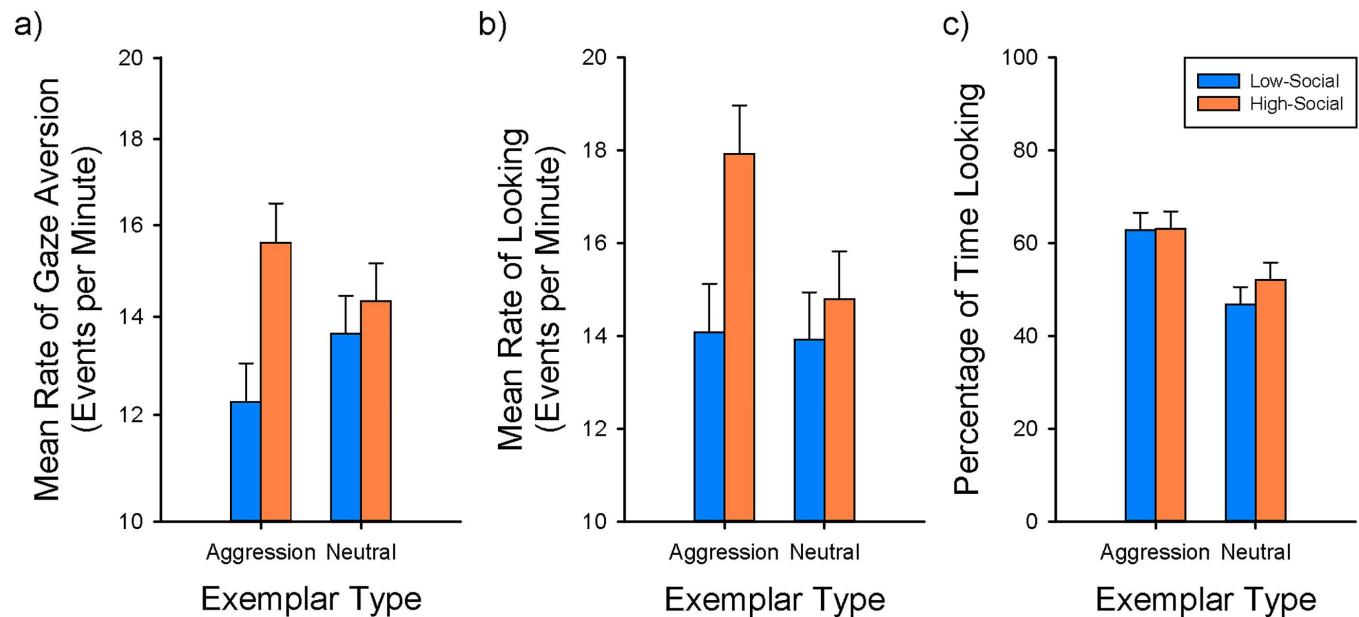 a)
Mean Rate of Gaze Aversion
(Events per Minute)
20
18
16
14
12
10
Aggression Neutral
Exemplar Type
b)
Mean Rate of Looking
(Events per Minute)
20
18
16
14
12
10
Aggression Neutral
Exemplar Type
c)
Percentage of Time Looking
100
80
60
40
20
0
Low-Social
High-Social
Aggression Neutral
Exemplar Type